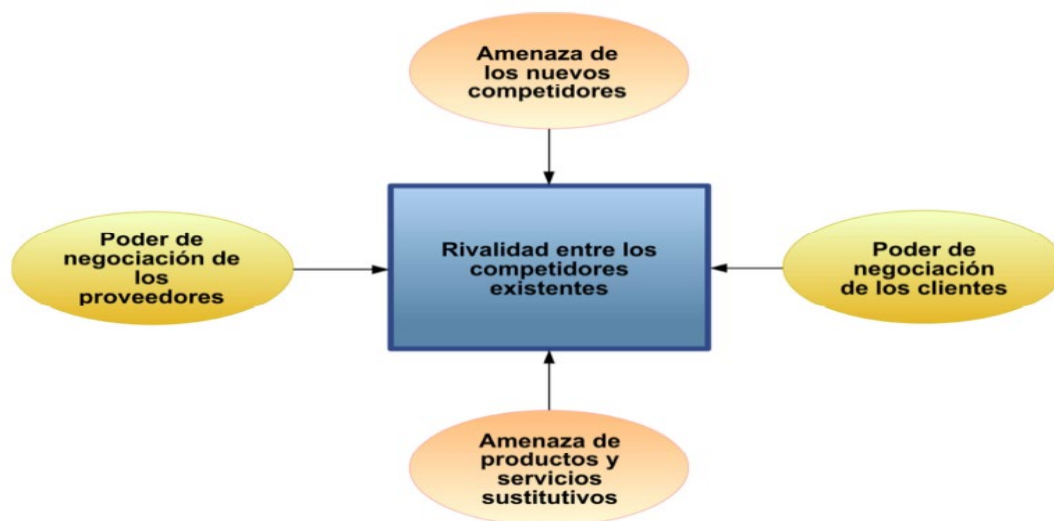 Amenaza de
los nuevos
competidores
Poder de
negociación de
los
proveedores
Rivalidad entre los
competidores
existentes
Poder de
negociación
de los clientes
Amenaza de
productos y
servicios
sustitutivos